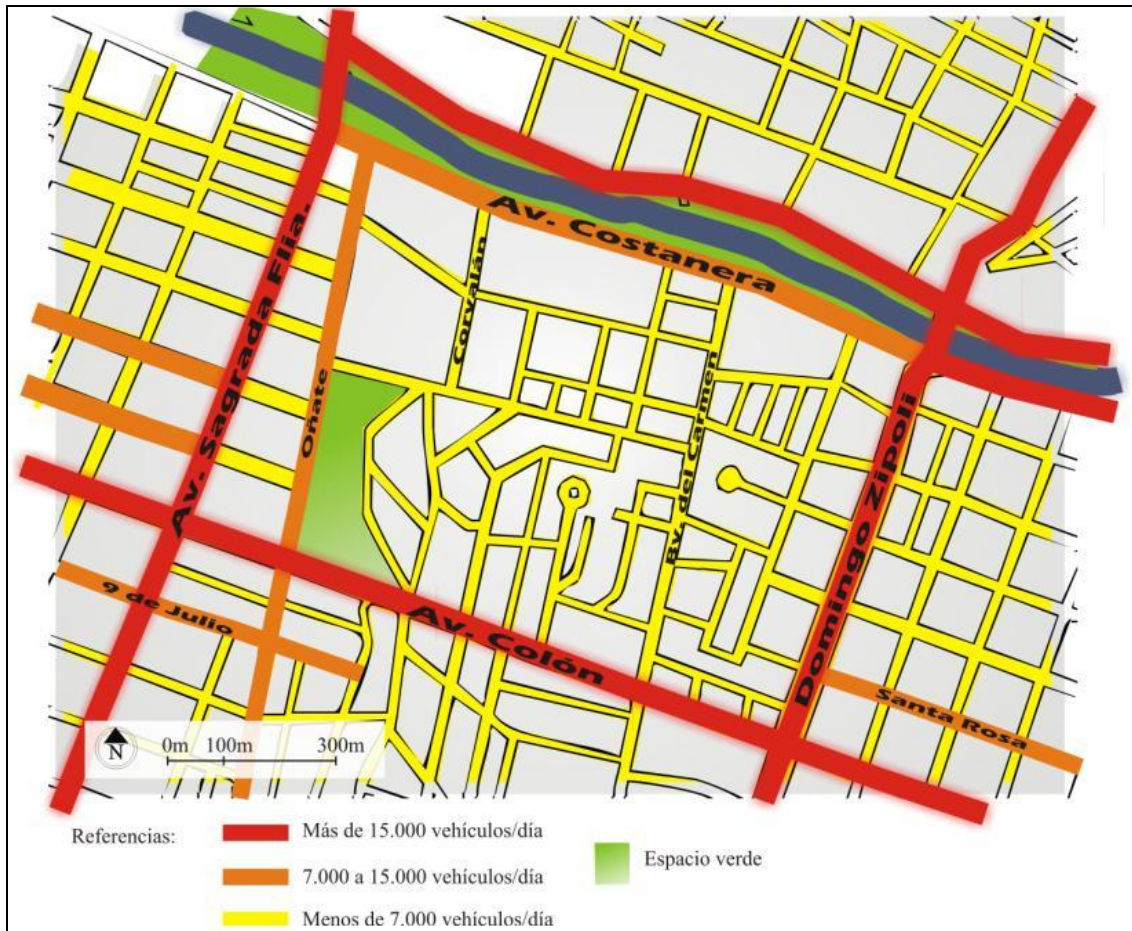 Av. Costanera
Av. Sagrada Flia.
Corvalán
Oñate
Bv. del Carmen
Domingo Zipoli
9 de Julio
Av. Colón
Santa Rosa
N
0m 100m 300m
Referencias:
Más de 15.000 vehículos/día
7.000 a 15.000 vehículos/día
Menos de 7.000 vehículos/día
Espacio verde